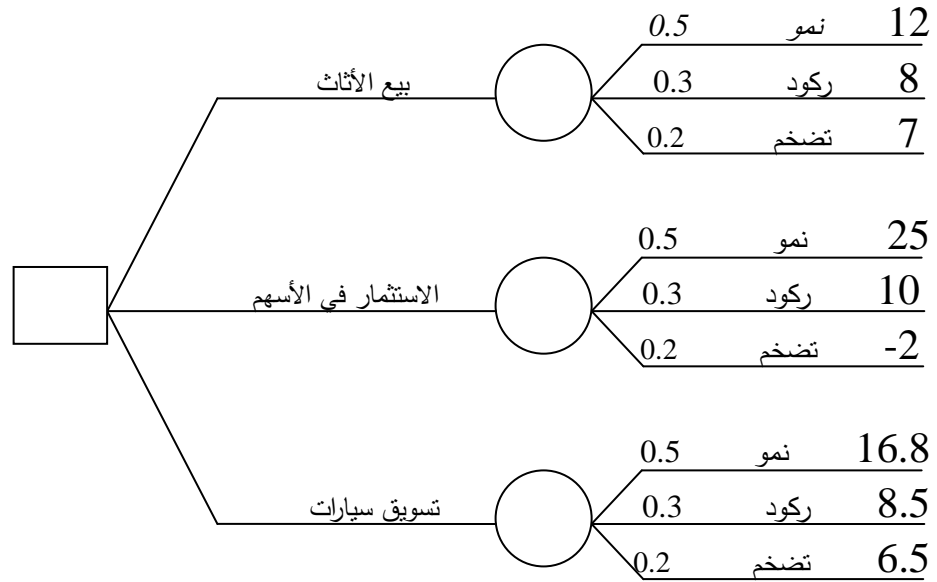 0.5 نمو 12
بيع الأثاث
0.3 ركود 8
0.2 تضخم 7
0.5 نمو 25
الاستثمار في الأسهم
0.3 ركود 10
0.2 تضخم -2
0.5 نمو 16.8
تسويق سيارات
0.3 ركود 8.5
0.2 تضخم 6.5